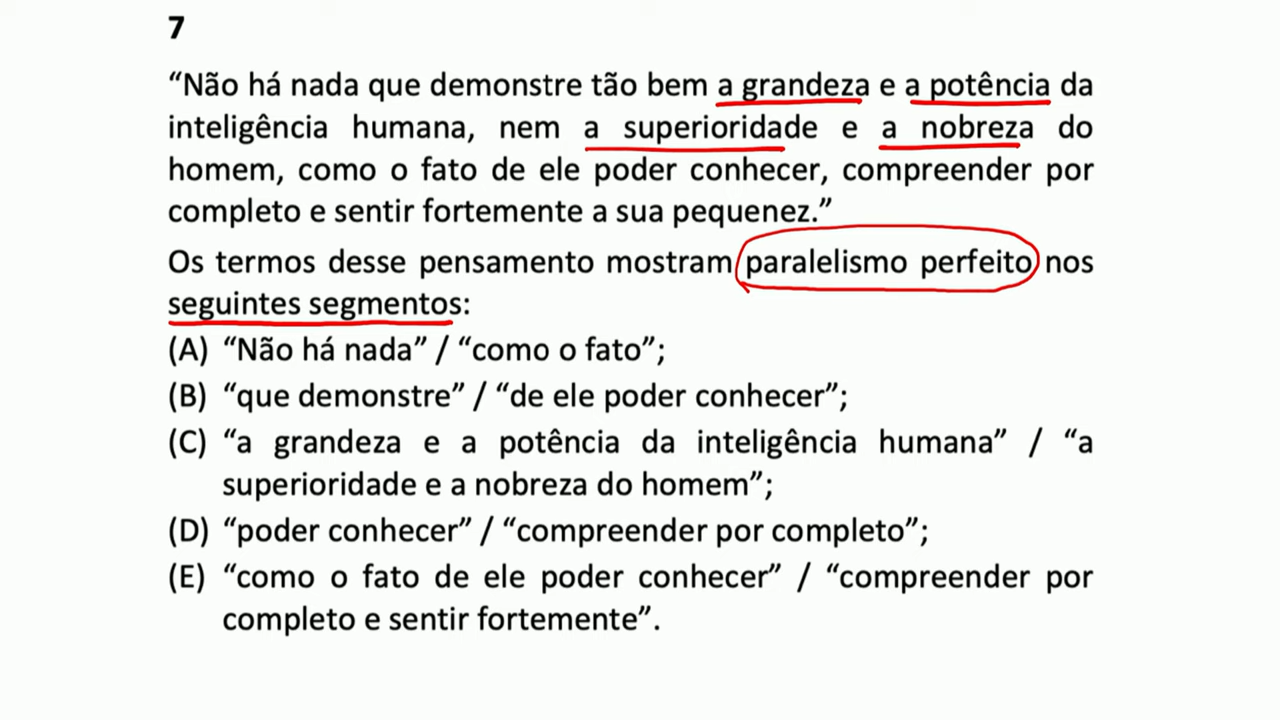 7
“Não há nada que demonstre tão bem a grandeza e a potência da
inteligência humana, nem a superioridade e a nobreza do
homem, como o fato de ele poder conhecer, compreender por
completo e sentir fortemente a sua pequenez.”
Os termos desse pensamento mostram paralelismo perfeito nos
seguintes segmentos:
(A) “Não há nada” / “como o fato”;
(B) “que demonstre” / “de ele poder conhecer”;
(C) “a grandeza e a potência da inteligência humana” / “a
superioridade e a nobreza do homem”;
(D) “poder conhecer” / “compreender por completo”;
(E) “como o fato de ele poder conhecer” / “compreender por
completo e sentir fortemente”.